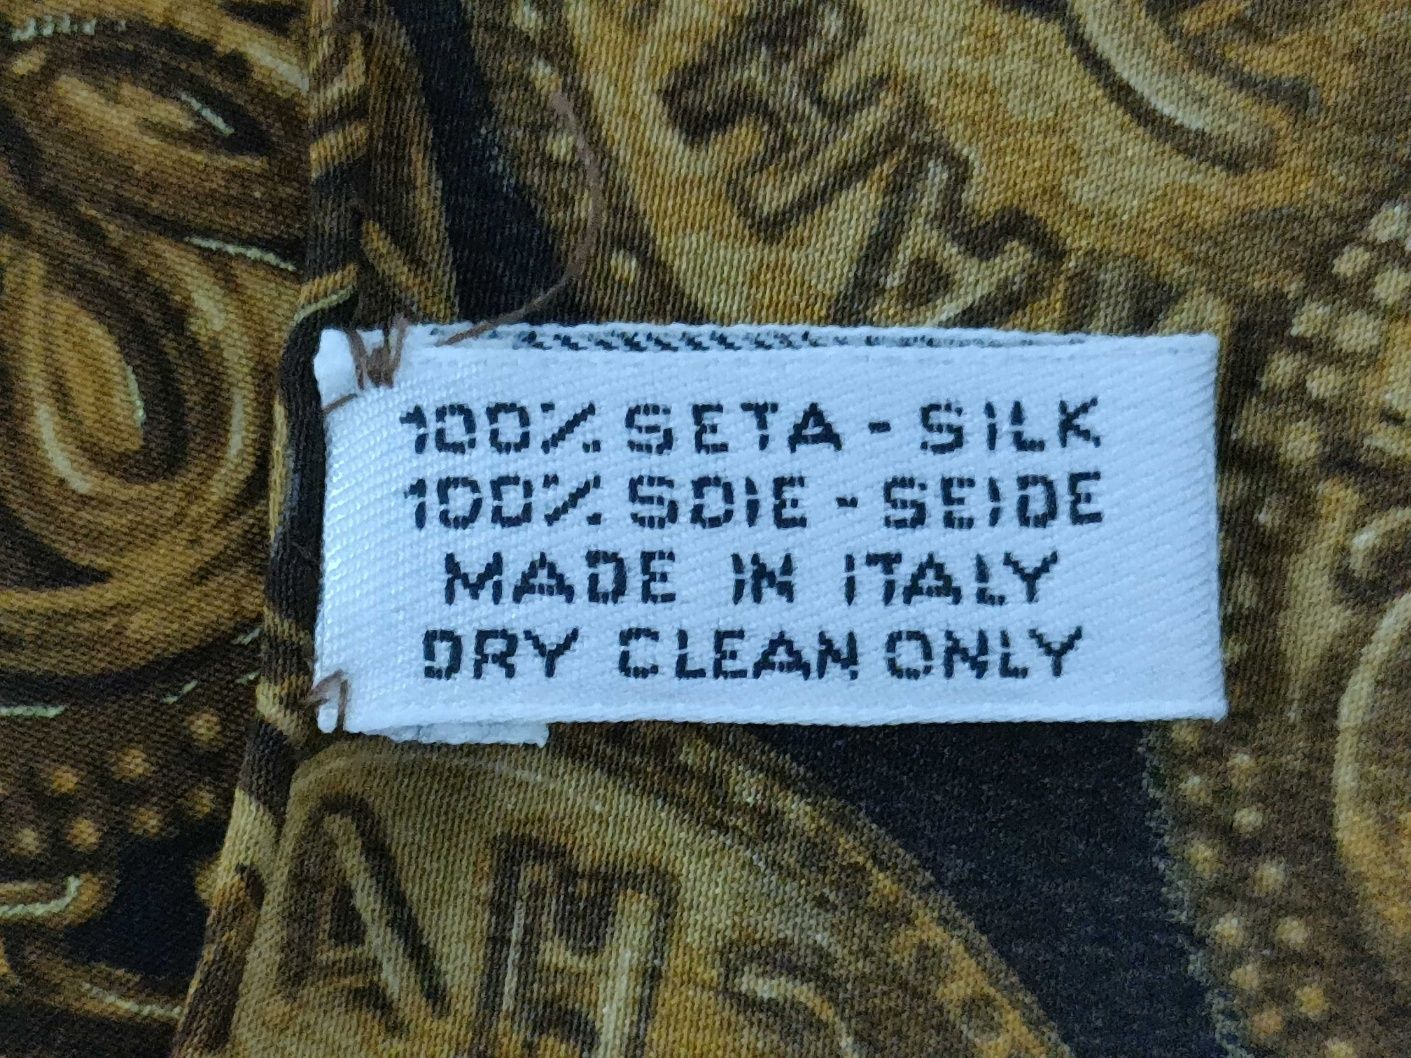 100% SETA - SILK
100% SOIE - SEIDE
MADE IN ITALY
DRY CLEAN ONLY